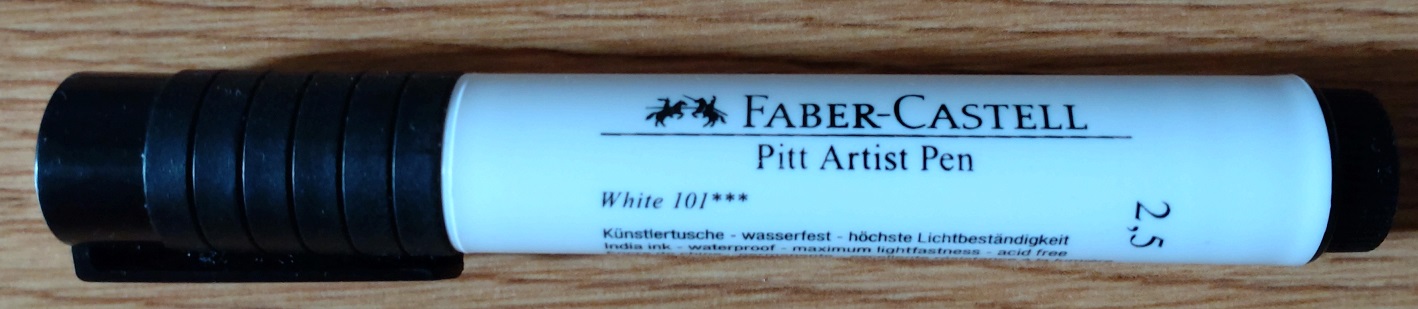 FABER-CASTELL
Pitt Artist Pen
White 101***
2,5
Künstlertusche - wasserfest - höchste Lichtbeständigkeit
India ink - waterproof - maximum lightfastness - acid free